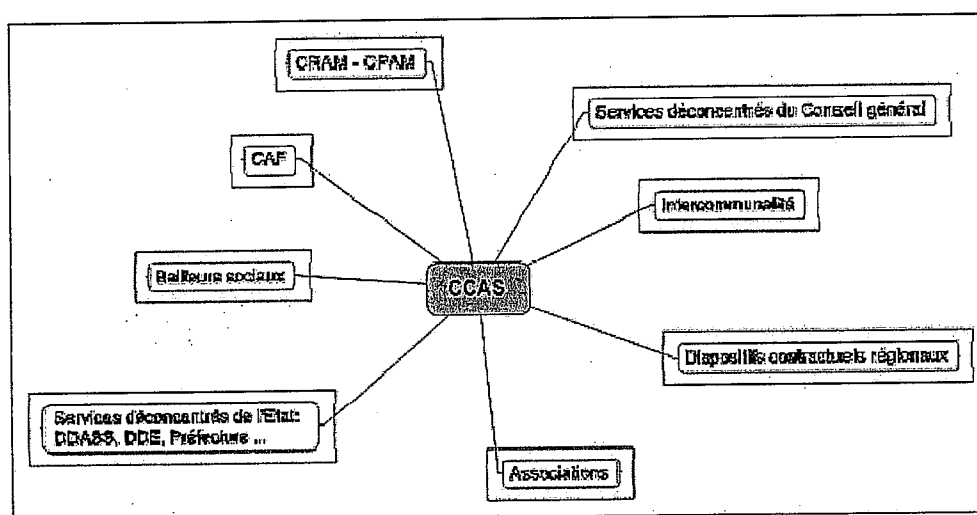 CRAM - CPAM
Services déconcentrés du Conseil général
CAF
Intercommunalité
Bailleurs sociaux
CCAS
Dispositifs contractuels régionaux
Services déconcentrés de l'Etat:
DDASS, DDE, Préfecture ...
Associations